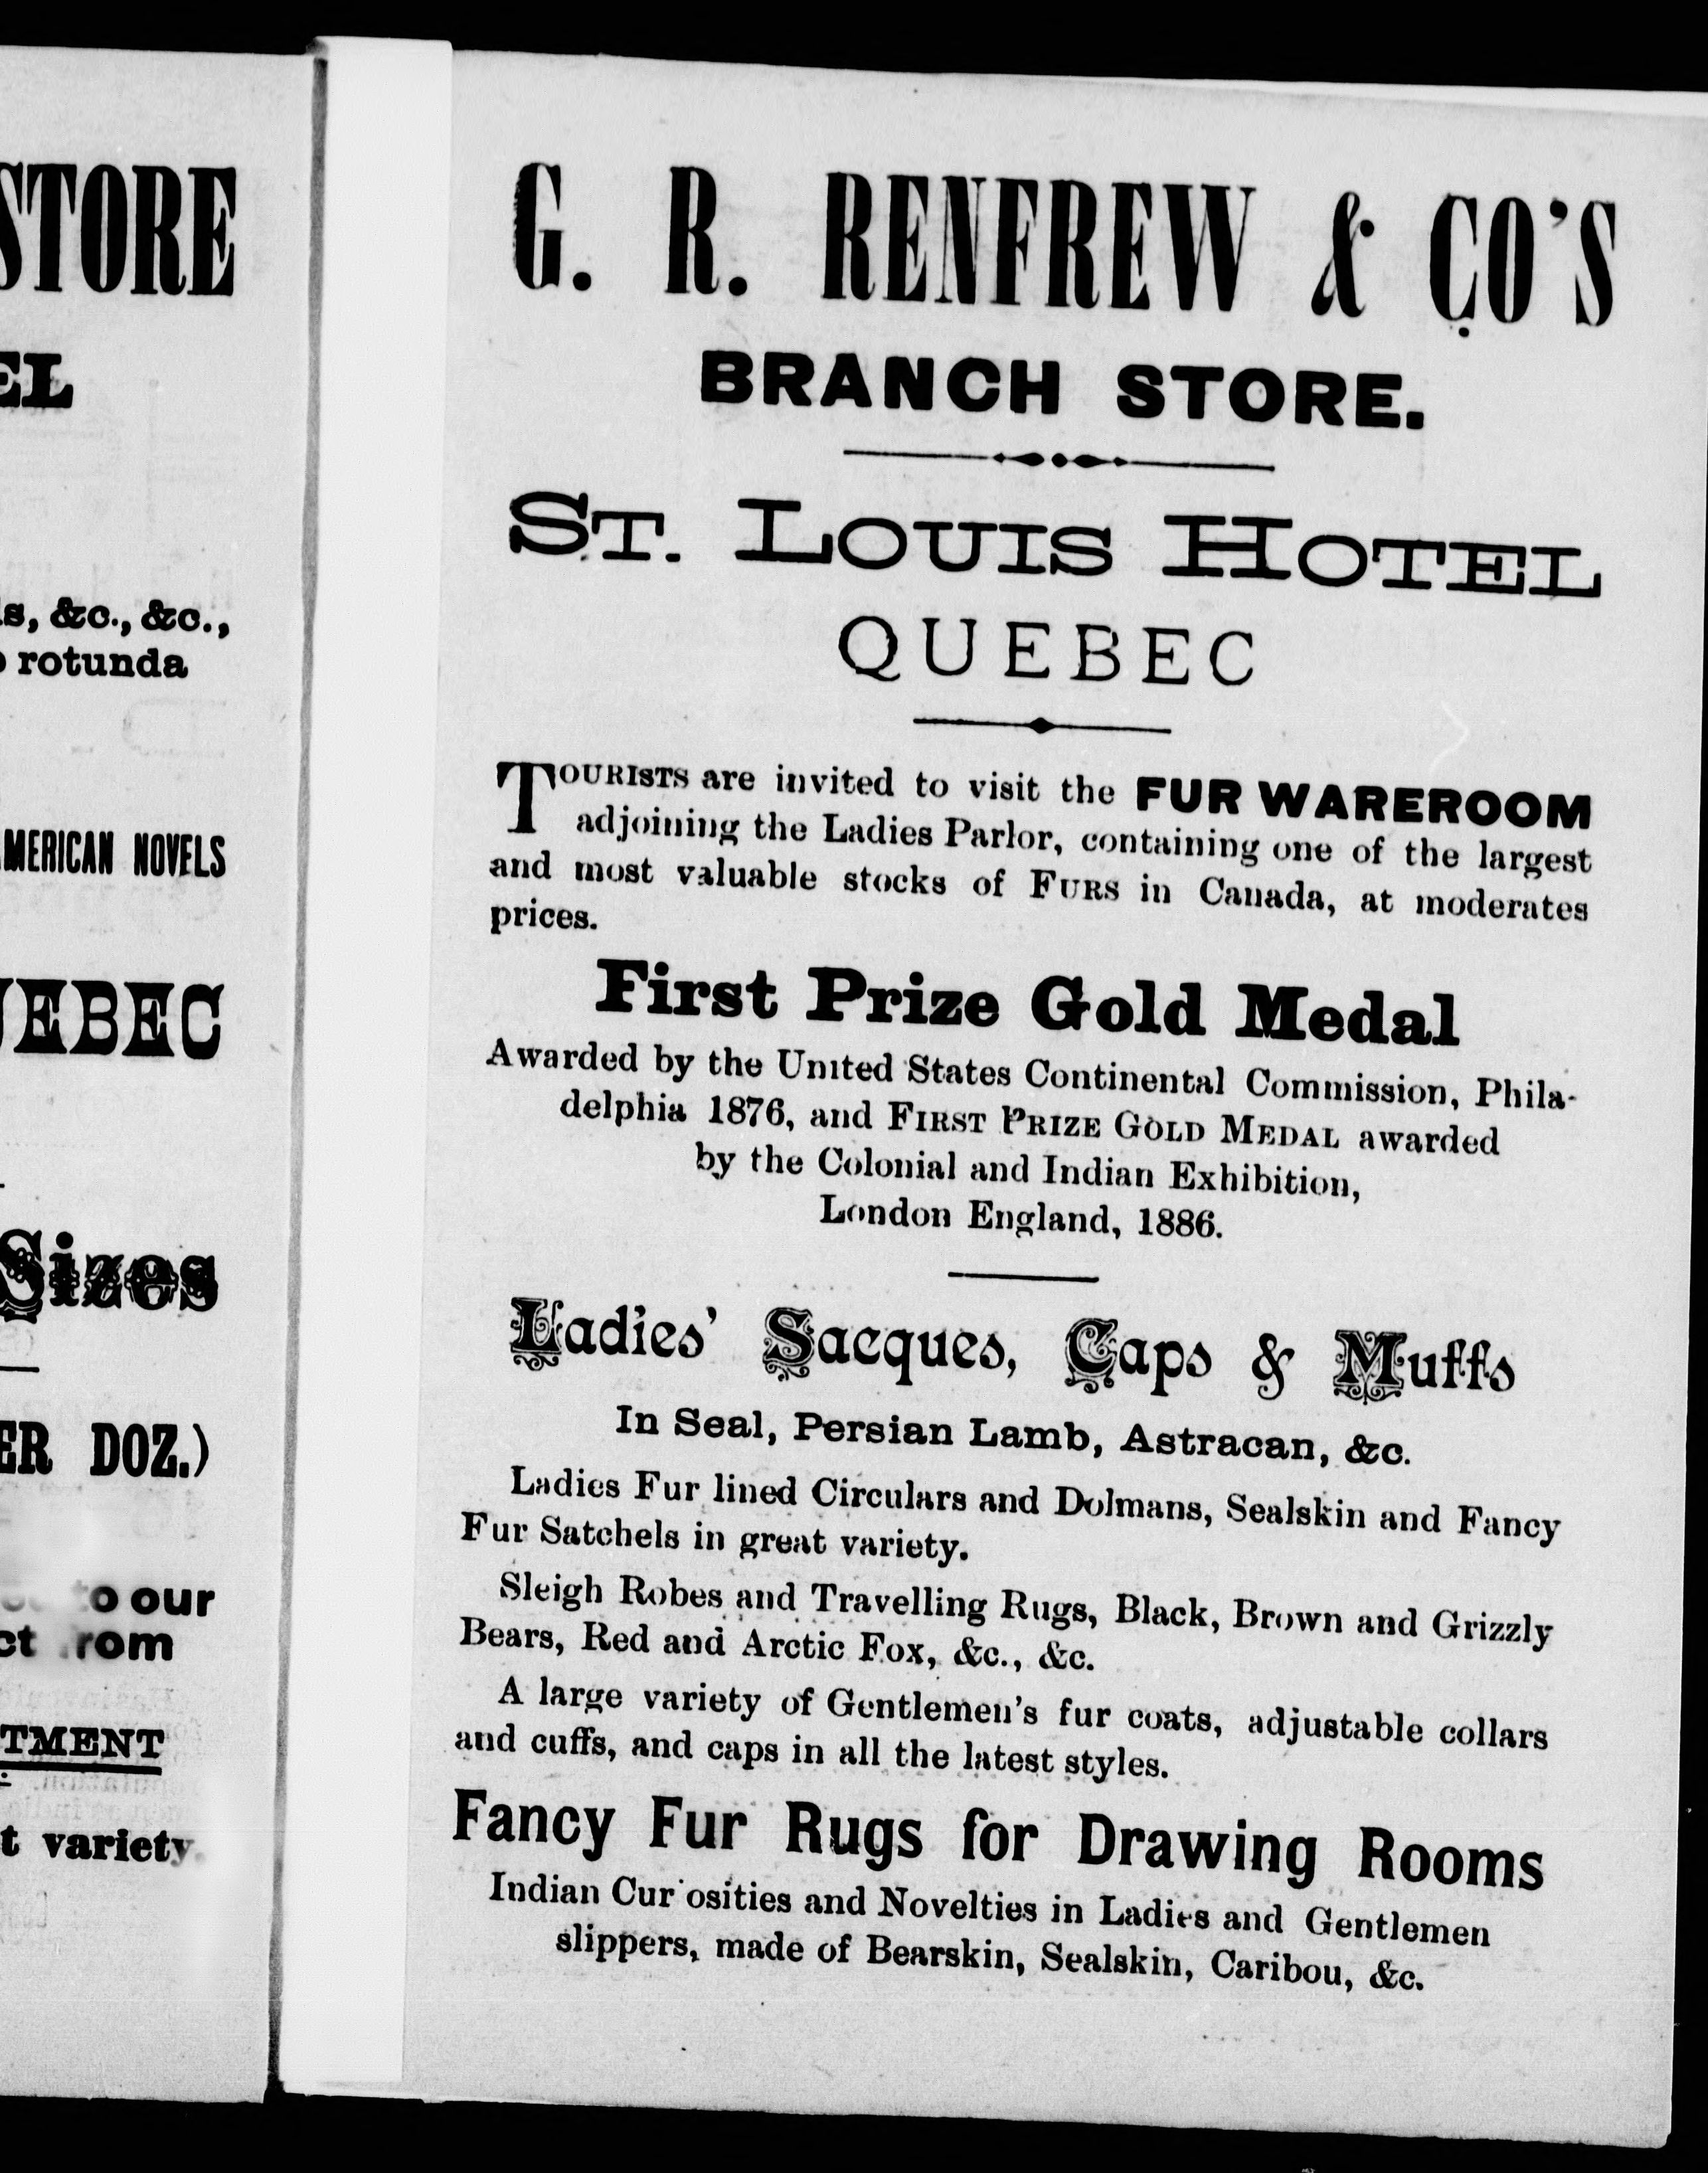 STORE
EL
s, &c., &c.,
rotunda
MERICAN NOVELS
UEBEC
Sizes
ER DOZ.)
to our
ct from
TMENT
t variety.
G. R. RENFREW & CO'S
BRANCH STORE.
ST. LOUIS HOTEL
QUEBEC
TOURISTS are invited to visit the FUR WAREROOM
adjoining the Ladies Parlor, containing one of the largest
and most valuable stocks of FURS in Canada, at moderates
prices.
First Prize Gold Medal
Awarded by the United States Continental Commission, Phila-
delphia 1876, and FIRST PRIZE GOLD MEDAL awarded
by the Colonial and Indian Exhibition,
London England, 1886.
Ladies' Sacques, Caps & Muffs
In Seal, Persian Lamb, Astracan, &c.
Ladies Fur lined Circulars and Dolmans, Sealskin and Fancy
Fur Satchels in great variety.
Sleigh Robes and Travelling Rugs, Black, Brown and Grizzly
Bears, Red and Arctic Fox, &c., &c.
A large variety of Gentlemen's fur coats, adjustable collars
and cuffs, and caps in all the latest styles.
Fancy Fur Rugs for Drawing Rooms
Indian Curiosities and Novelties in Ladies and Gentlemen
slippers, made of Bearskin, Sealskin, Caribou, &c.